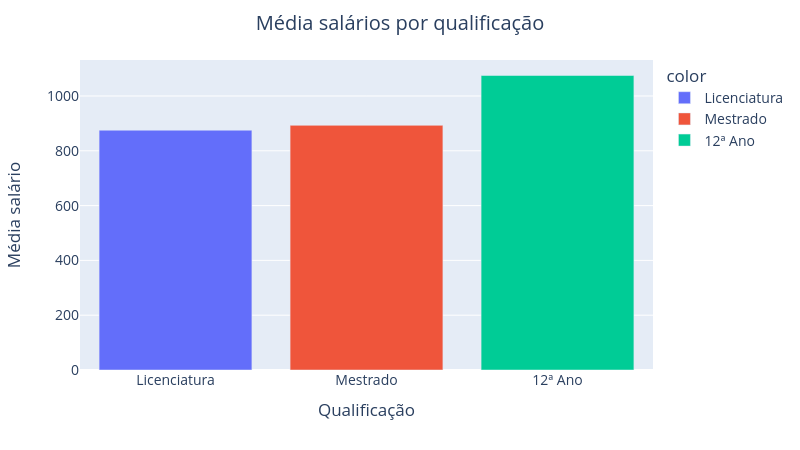 Média salários por qualificação
Média salário
1000
800
600
400
200
0
Licenciatura
Mestrado
12ª Ano
Qualificação
color
Licenciatura
Mestrado
12ª Ano